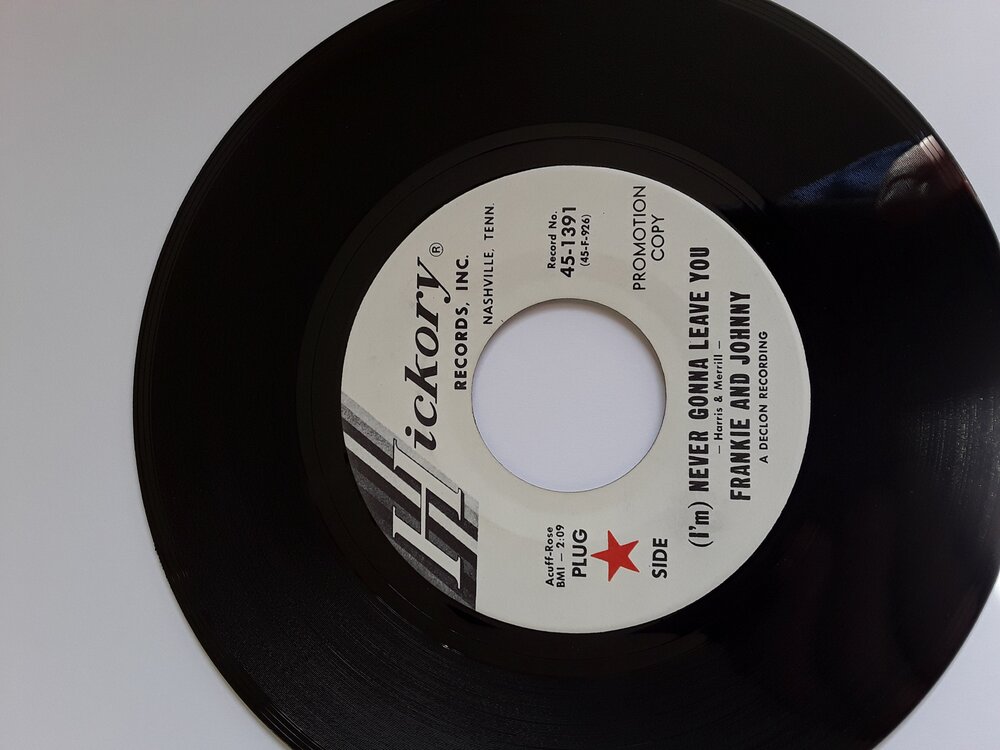 Hickory®
RECORDS, INC.
NASHVILLE, TENN.
Acuff-Rose
BMI – 2:09
PLUG
SIDE
Record No.
45-1391
(45-F-926)
PROMOTION
COPY
(I'm) NEVER GONNA LEAVE YOU
– Harris & Merrill –
FRANKIE AND JOHNNY
A DECLON RECORDING